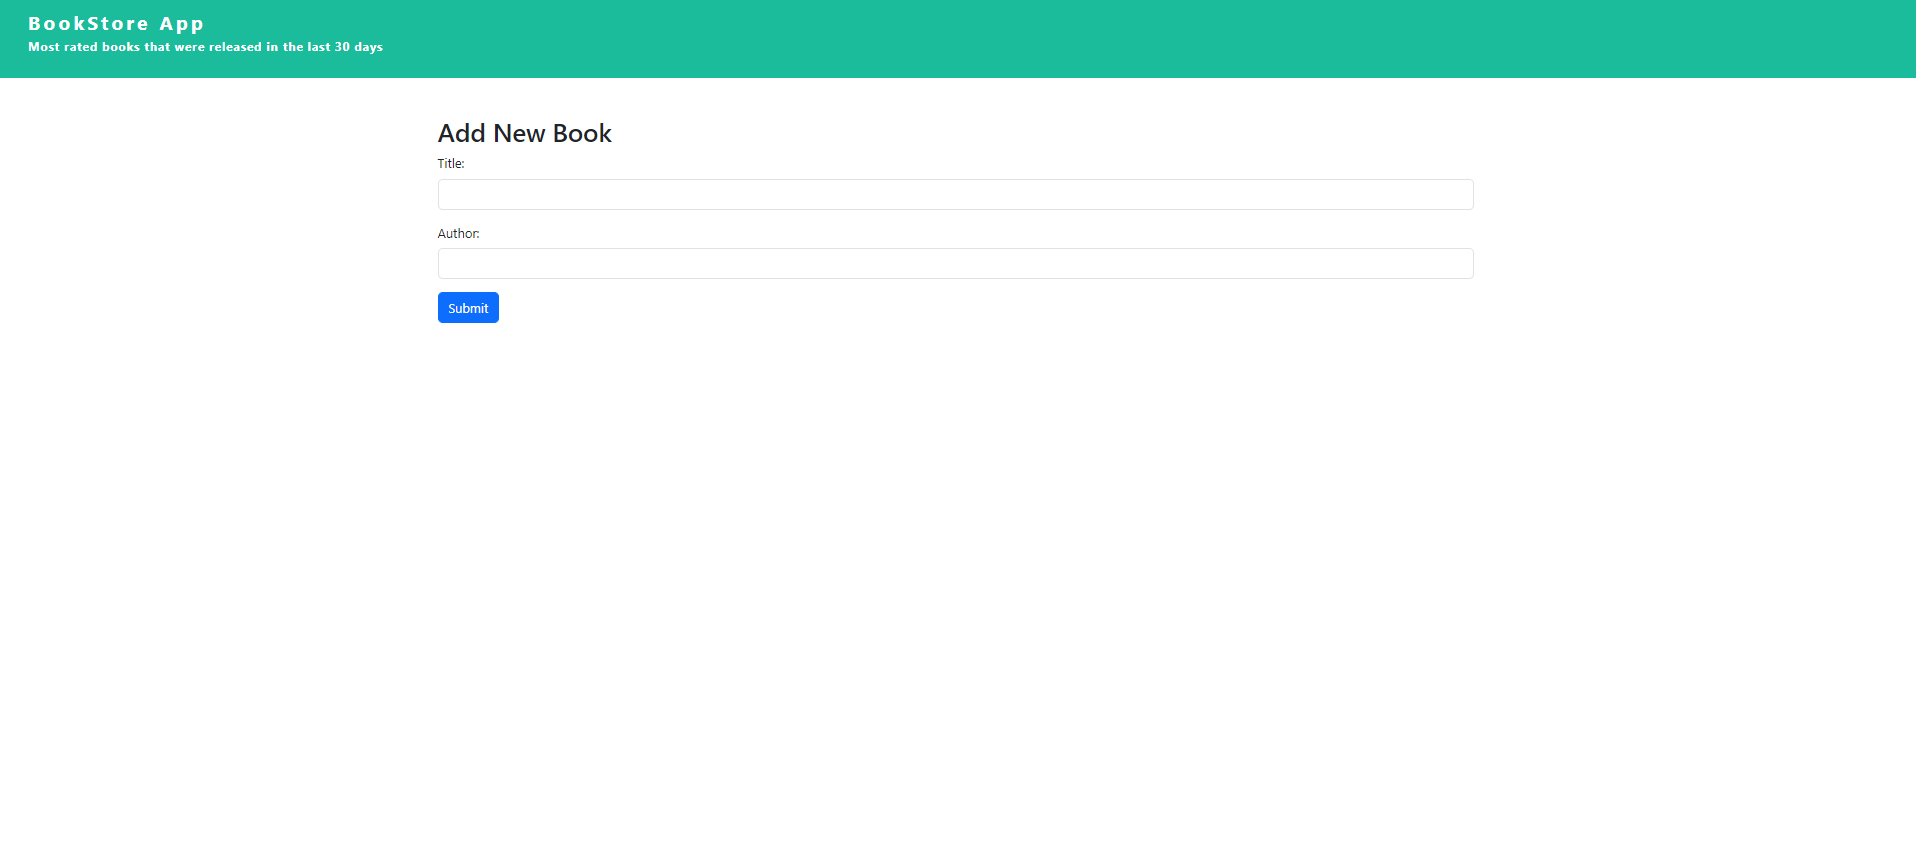 BookStore App
Most rated books that were released in the last 30 days
Add New Book
Title:
Author:
Submit